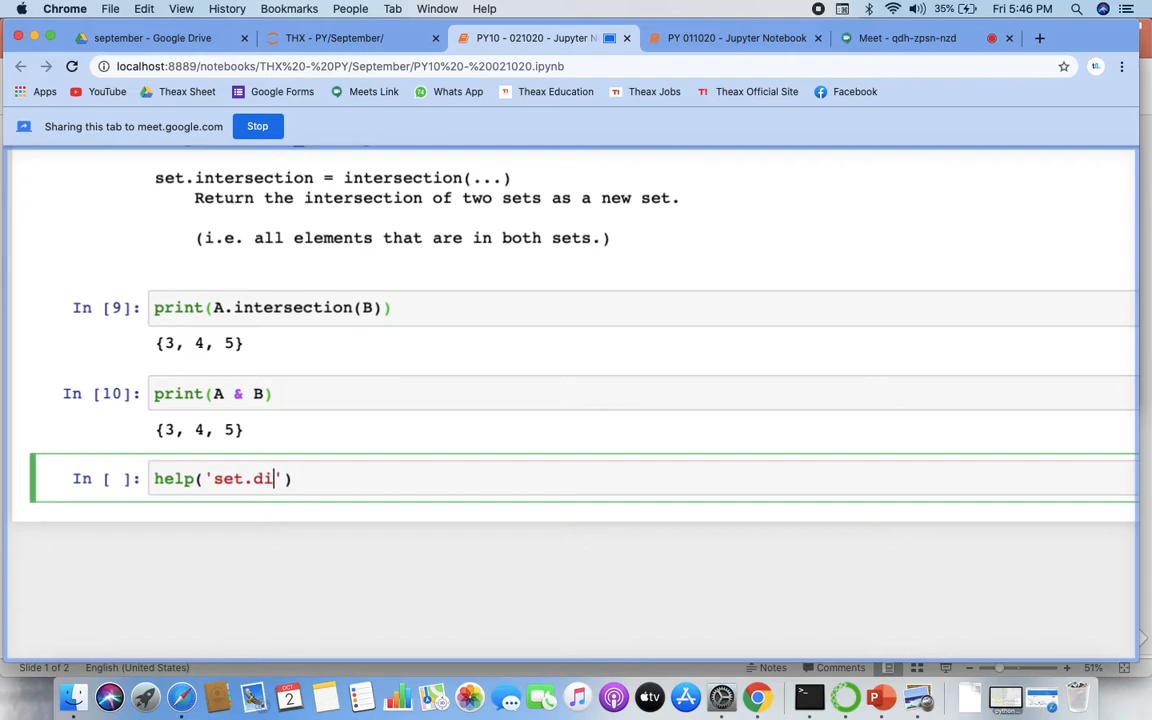 Chrome File Edit View History Bookmarks People Tab Window Help 35% Fri 5:46 PM
september - Google Drive THX - PY/September/ PY10 - 021020 - Jupyter N PY 011020 - Jupyter Notebook Meet - qdh-zpsn-nzd
localhost:8889/notebooks/THX%20-%20PY/September/PY10%20-%20021020.ipynb
Apps YouTube Theax Sheet Google Forms Meets Link Whats App Theax Education Theax Jobs Theax Official Site Facebook
Sharing this tab to meet.google.com Stop
set.intersection = intersection(...)
Return the intersection of two sets as a new set.
(i.e. all elements that are in both sets.)
In [9]: print(A.intersection(B))
{3, 4, 5}
In [10]: print(A & B)
{3, 4, 5}
In [ ]: help('set.di')
Slide 1 of 2 English (United States) Notes Comments 51%